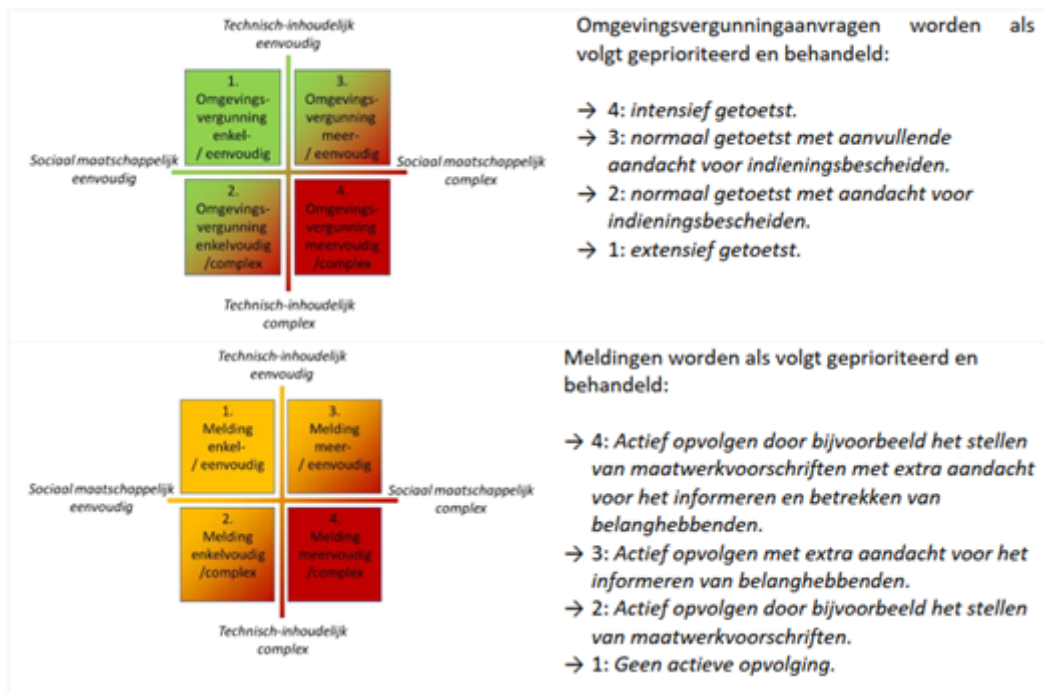 Technisch-inhoudelijk
eenvoudig
1.
Omgevings-
vergunning
enkel-
/ eenvoudig
3.
Omgevings-
vergunning
meer-
/ eenvoudig
Sociaal maatschappelijk
eenvoudig
Sociaal maatschappelijk
complex
2.
Omgevings-
vergunning
enkelvoudig
/complex
4.
Omgevings-
vergunning
meervoudig
/complex
Technisch-inhoudelijk
complex
Omgevingsvergunningaanvragen worden als
volgt geprioriteerd en behandeld:
→ 4: intensief getoetst.
→ 3: normaal getoetst met aanvullende
aandacht voor indieningsbescheiden.
→ 2: normaal getoetst met aandacht voor
indieningsbescheiden.
→ 1: extensief getoetst.
Technisch-inhoudelijk
eenvoudig
1.
Melding
enkel-
/ eenvoudig
3.
Melding
meer-
/ eenvoudig
Sociaal maatschappelijk
eenvoudig
Sociaal maatschappelijk
complex
2.
Melding
enkelvoudig
/complex
4.
Melding
meervoudig
/complex
Technisch-inhoudelijk
complex
Meldingen worden als volgt geprioriteerd en
behandeld:
→ 4: Actief opvolgen door bijvoorbeeld het stellen
van maatwerkvoorschriften met extra aandacht
voor het informeren en betrekken van
belanghebbenden.
→ 3: Actief opvolgen met extra aandacht voor het
informeren van belanghebbenden.
→ 2: Actief opvolgen door bijvoorbeeld het stellen
van maatwerkvoorschriften.
→ 1: Geen actieve opvolging.